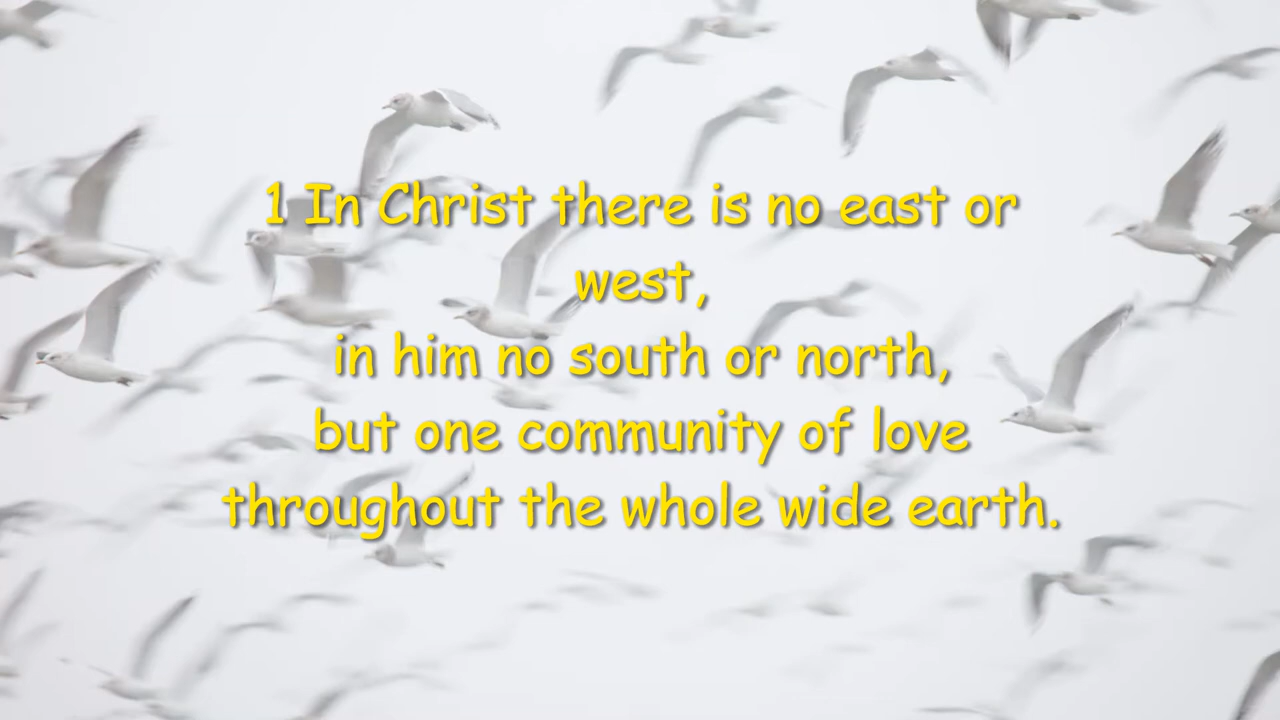 1 In Christ there is no east or
west,
in him no south or north,
but one community of love
throughout the whole wide earth.